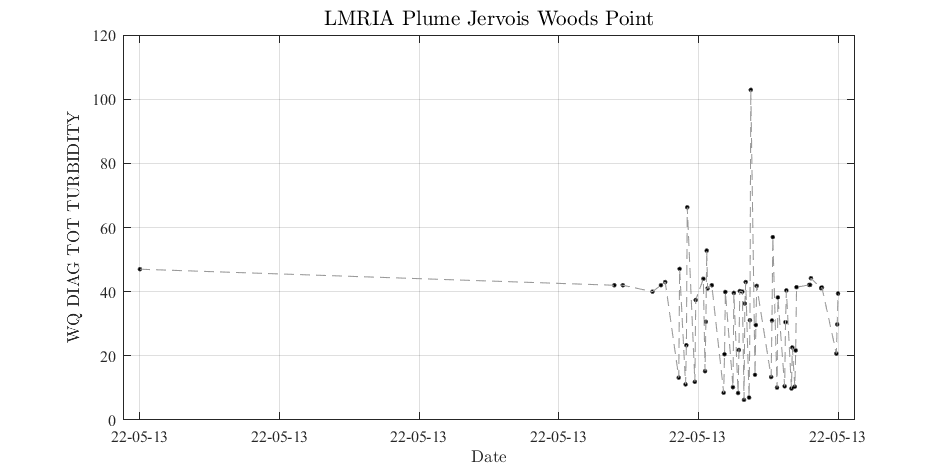 LMRIA Plume Jervois Woods Point
120
100
80
60
40
20
0
WQ DIAG TOT TURBIDITY
22-05-13 22-05-13 22-05-13 22-05-13 22-05-13 22-05-13
Date